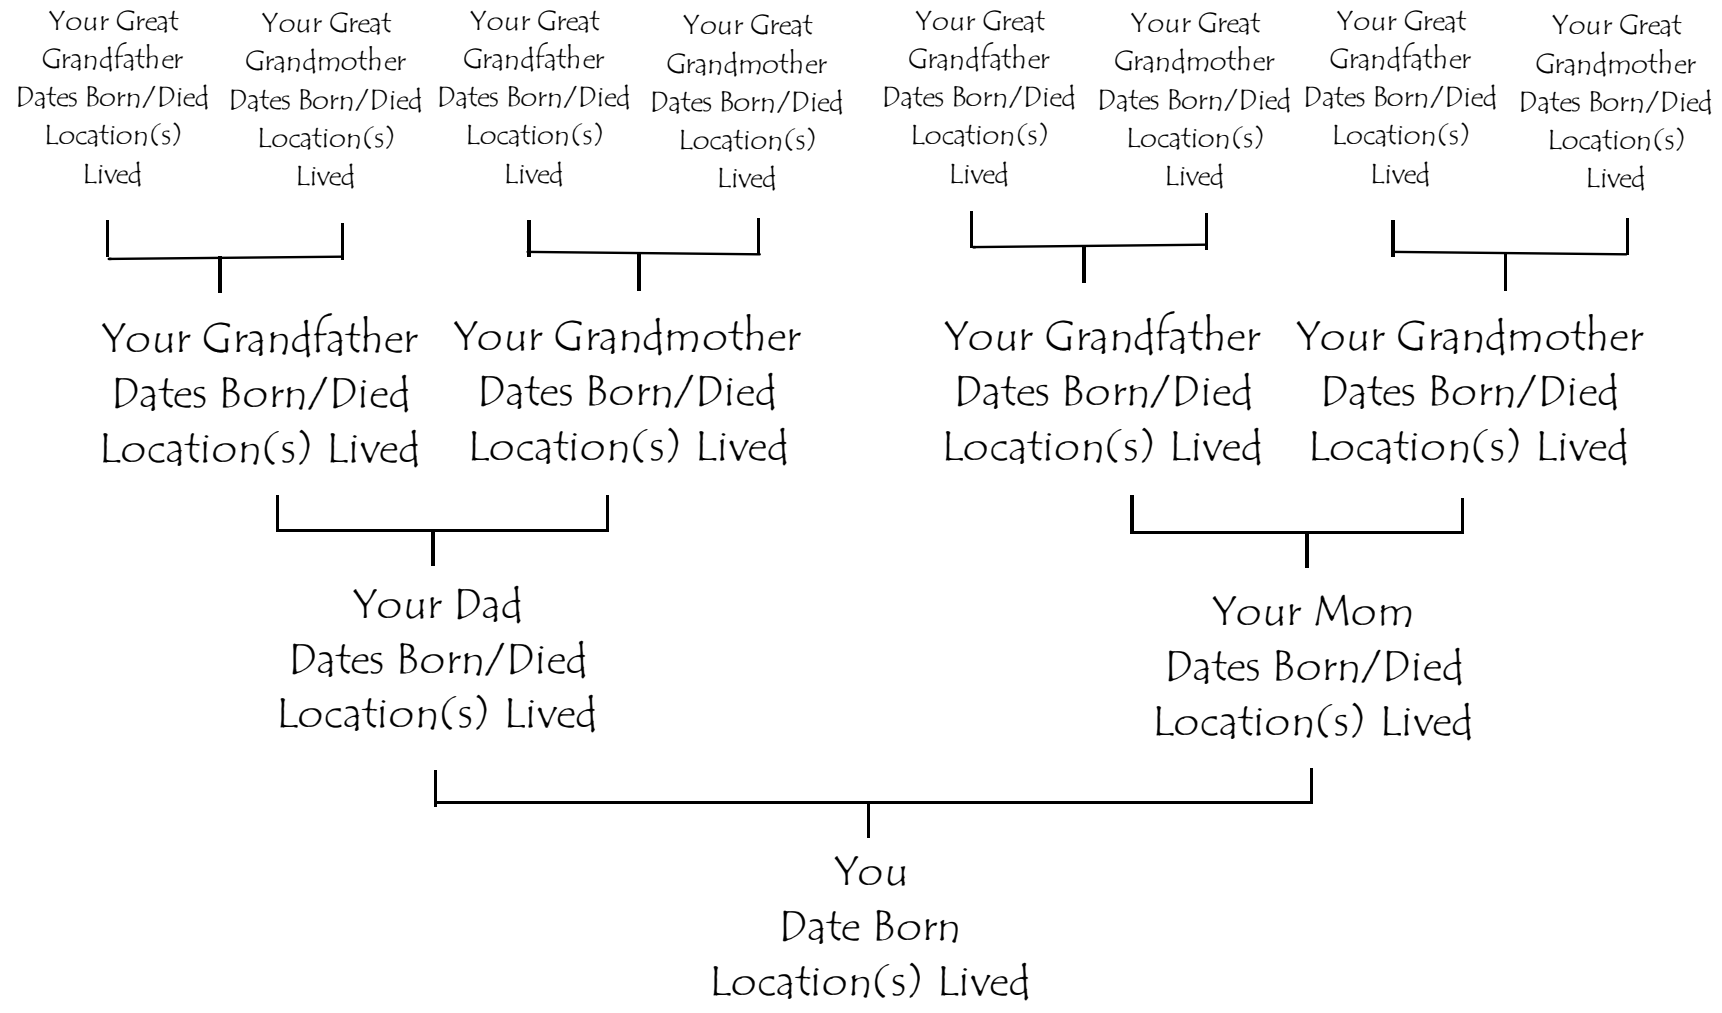 Your Great
Grandfather
Dates Born/Died
Location(s)
Lived
Your Great
Grandmother
Dates Born/Died
Location(s)
Lived
Your Great
Grandfather
Dates Born/Died
Location(s)
Lived
Your Great
Grandmother
Dates Born/Died
Location(s)
Lived
Your Great
Grandfather
Dates Born/Died
Location(s)
Lived
Your Great
Grandmother
Dates Born/Died
Location(s)
Lived
Your Great
Grandfather
Dates Born/Died
Location(s)
Lived
Your Great
Grandmother
Dates Born/Died
Location(s)
Lived
Your Grandfather
Dates Born/Died
Location(s) Lived
Your Grandmother
Dates Born/Died
Location(s) Lived
Your Grandfather
Dates Born/Died
Location(s) Lived
Your Grandmother
Dates Born/Died
Location(s) Lived
Your Dad
Dates Born/Died
Location(s) Lived
Your Mom
Dates Born/Died
Location(s) Lived
You
Date Born
Location(s) Lived